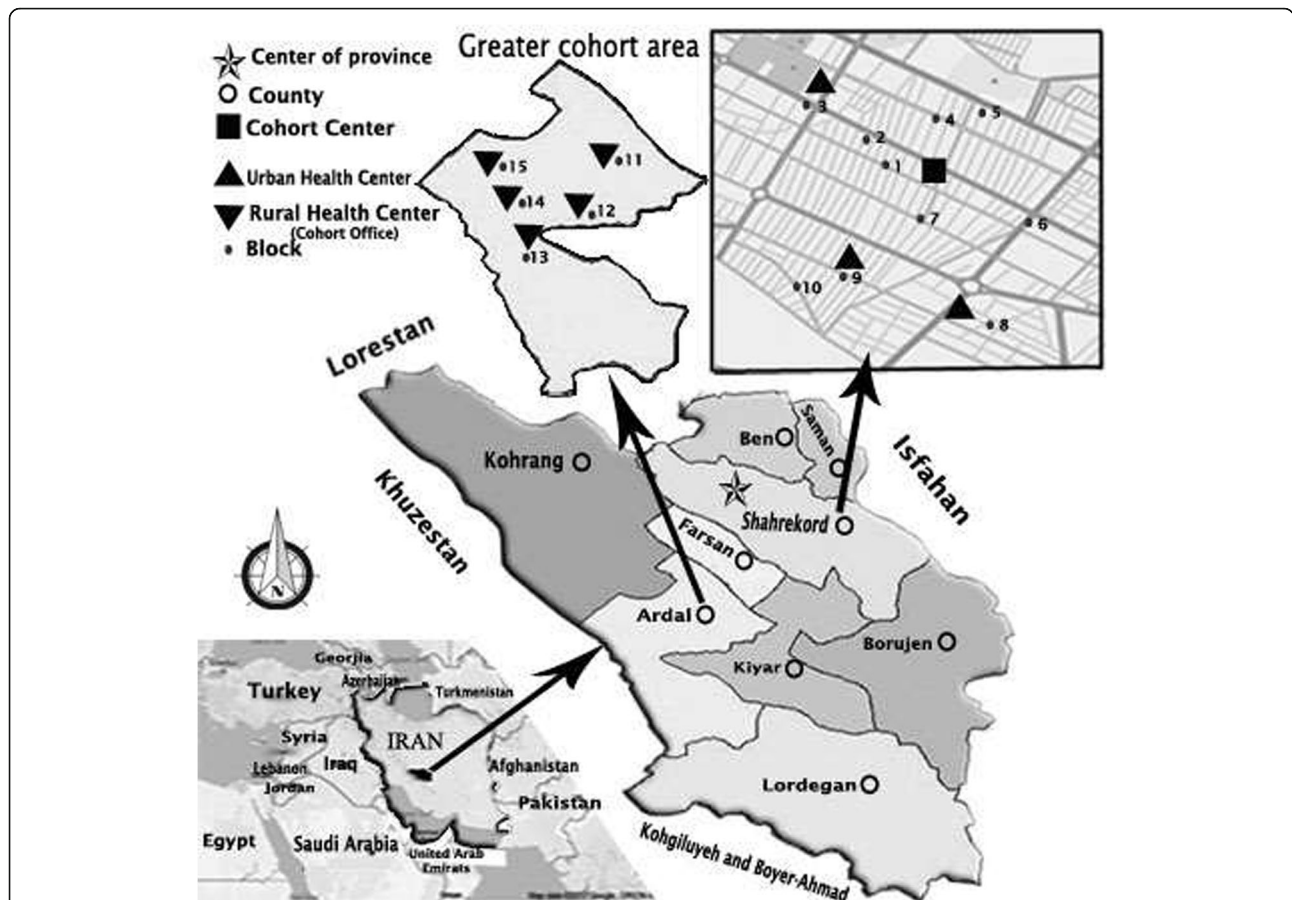 Greater cohort area
Center of province
County
Cohort Center
Urban Health Center
Rural Health Center
(Cohort Office)
Block
15
11
14
12
13
3
4
5
2
1
7
6
9
10
8
Lorestan
Khuzestan
Isfahan
Kohgiluyeh and Boyer-Ahmad
Ben
Saman
Kohrang
Shahrekord
Farsan
Ardal
Borujen
Kiyar
Lordegan
N
Georjia
Azerbaijan
Turkey
Turkmenistan
Syria
IRAN
Iraq
Lebanon
Afghanistan
Jordan
Pakistan
Egypt
Saudi Arabia
United Arab
Emirats